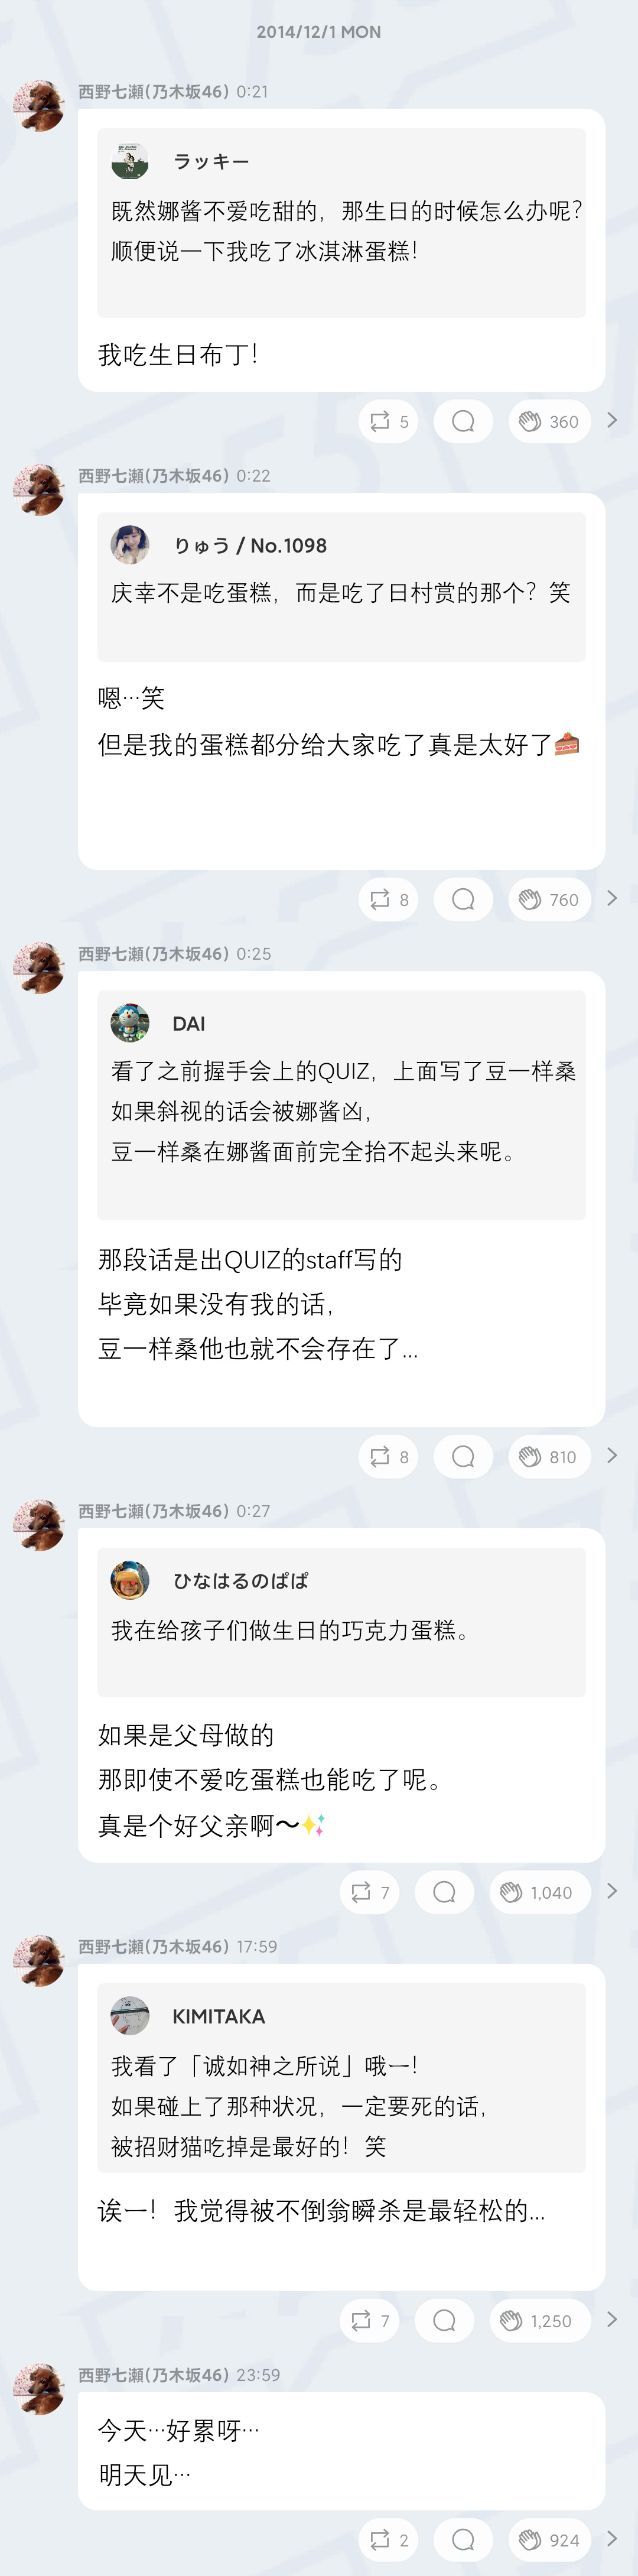 2014/12/1 MON
西野七瀬(乃木坂46) 0:21
ラッキー
既然娜酱不爱吃甜的，那生日的时候怎么办呢？
顺便说一下我吃了冰淇淋蛋糕！
我吃生日布丁！
5 360
西野七瀬(乃木坂46) 0:22
りゅう / No.1098
庆幸不是吃蛋糕，而是吃了日村赏的那个？笑
嗯…笑
但是我的蛋糕都分给大家吃了真是太好了🍰
8 760
西野七瀬(乃木坂46) 0:25
DAI
看了之前握手会上的QUIZ，上面写了豆一样桑
如果斜视的话会被娜酱凶，
豆一样桑在娜酱面前完全抬不起头来呢。
那段话是出QUIZ的staff写的
毕竟如果没有我的话，
豆一样桑他也就不会存在了...
8 810
西野七瀬(乃木坂46) 0:27
ひなはるのぱぱ
我在给孩子们做生日的巧克力蛋糕。
如果是父母做的
那即使不爱吃蛋糕也能吃了呢。
真是个好父亲啊〜✨
7 1,040
西野七瀬(乃木坂46) 17:59
KIMITAKA
我看了「诚如神之所说」哦一！
如果碰上了那种状况，一定要死的话，
被招财猫吃掉是最好的！笑
诶一！我觉得被不倒翁瞬杀是最轻松的...
7 1,250
西野七瀬(乃木坂46) 23:59
今天…好累呀…
明天见…
2 924